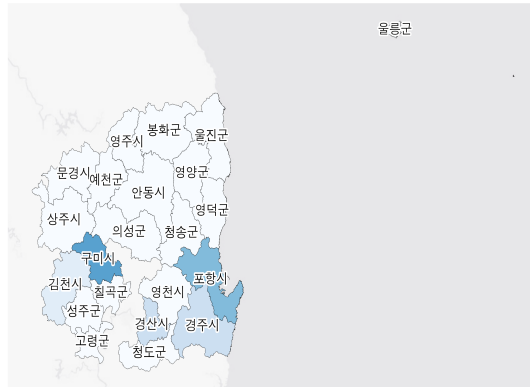 울릉군
봉화군
울진군
영주시
문경시
예천군
영양군
안동시
상주시
영덕군
의성군
청송군
구미시
포항시
김천시
칠곡군
영천시
성주군
경산시
경주시
고령군
청도군